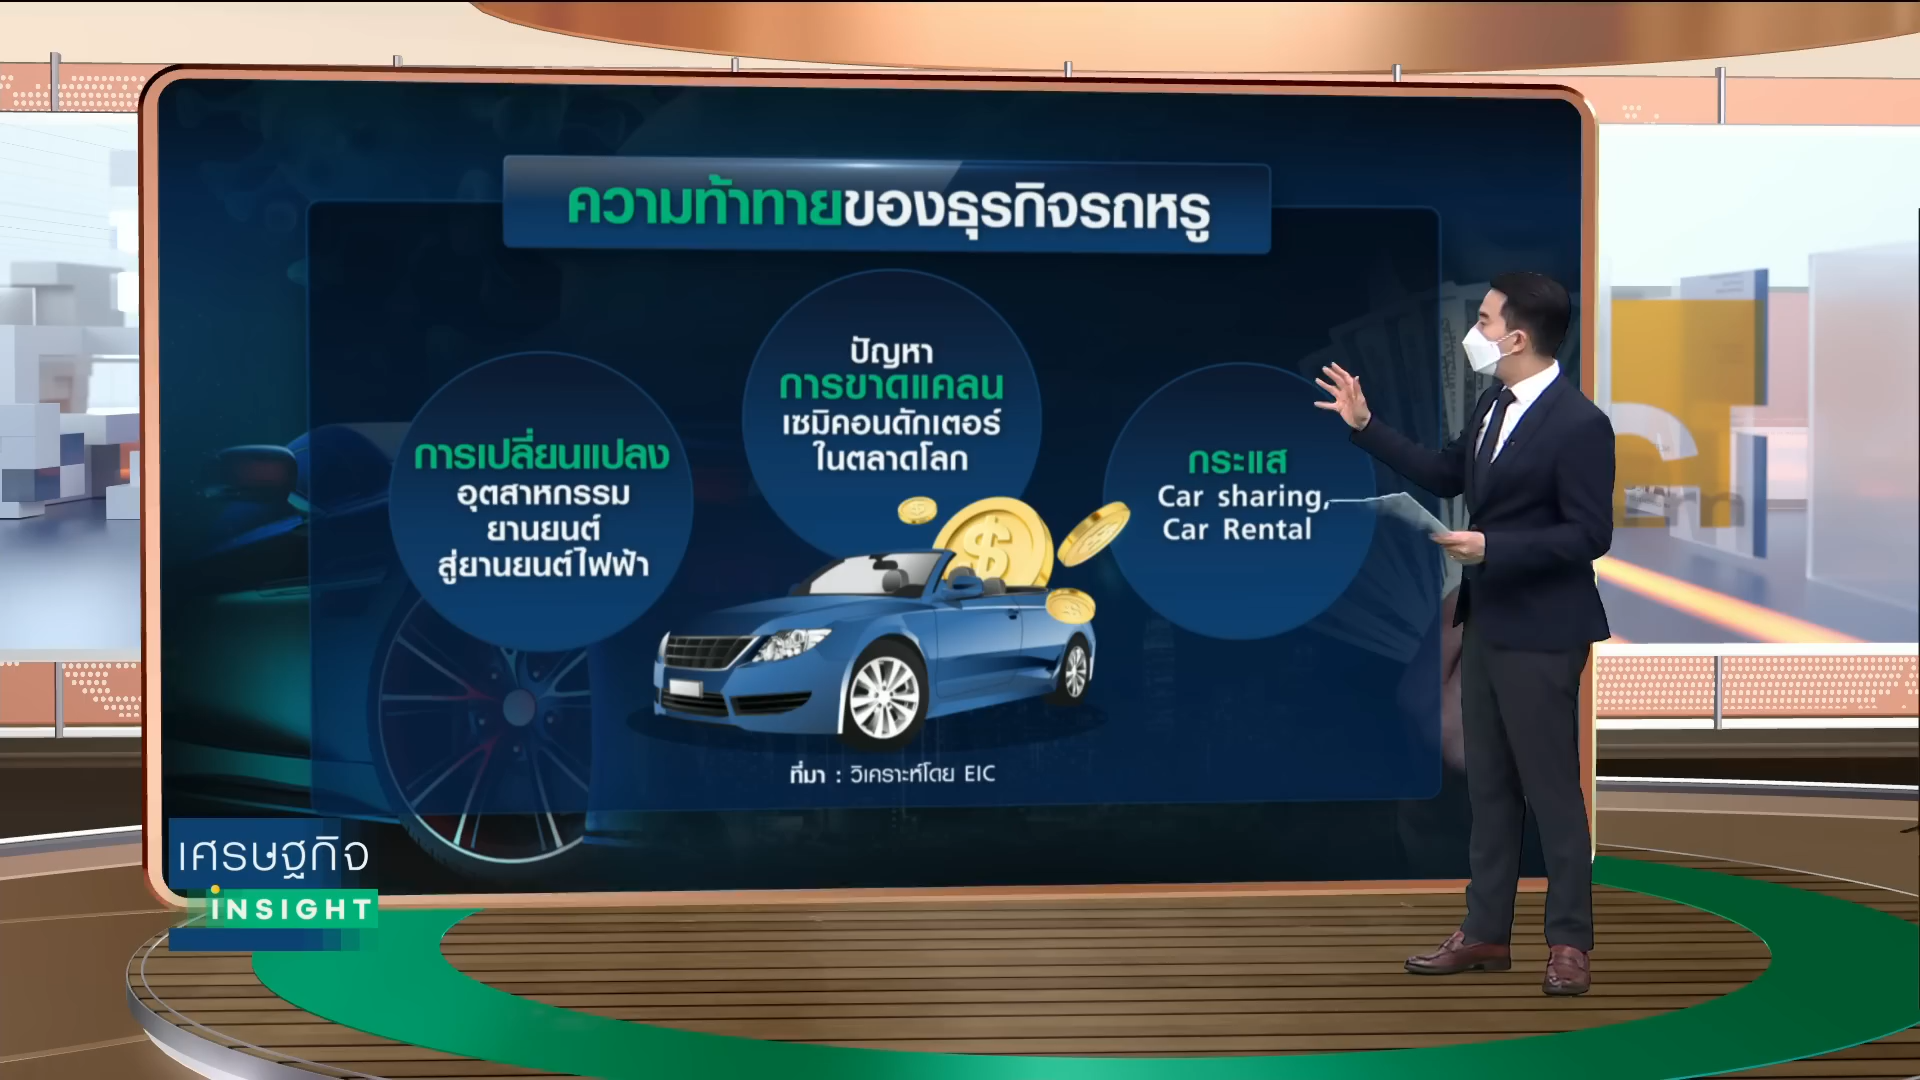 ความท้าทายของธุรกิจรถหรู
การเปลี่ยนแปลง
อุตสาหกรรม
ยานยนต์
สู่ยานยนต์ไฟฟ้า
ปัญหา
การขาดแคลน
เซมิคอนดักเตอร์
ในตลาดโลก
กระแส
Car sharing,
Car Rental
ที่มา : วิเคราะห์โดย EIC
เศรษฐกิจ
INSIGHT